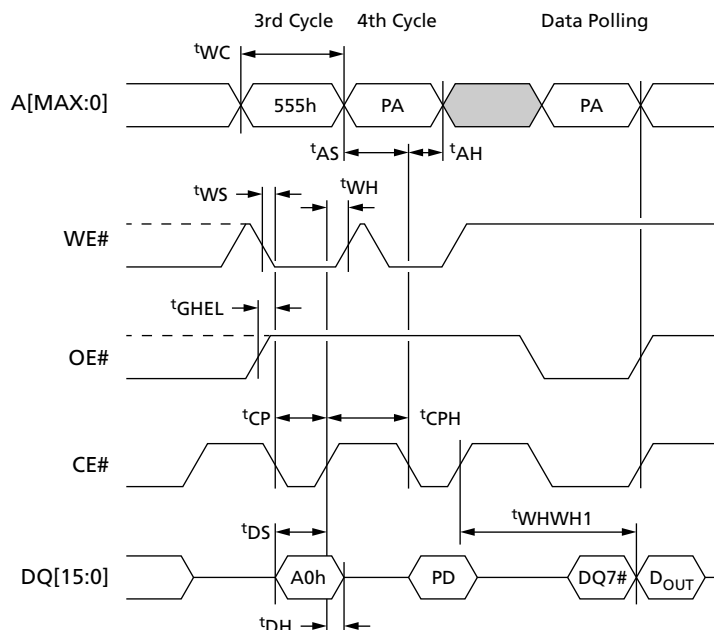 3rd Cycle 4th Cycle Data Polling
tWC
A[MAX:0] 555h PA PA
tAS tAH
tWS tWH
WE#
tGHEL
OE#
tCP tCPH
CE#
tWHWH1
tDS
DQ[15:0] A0h PD DQ7# DOUT
tDH